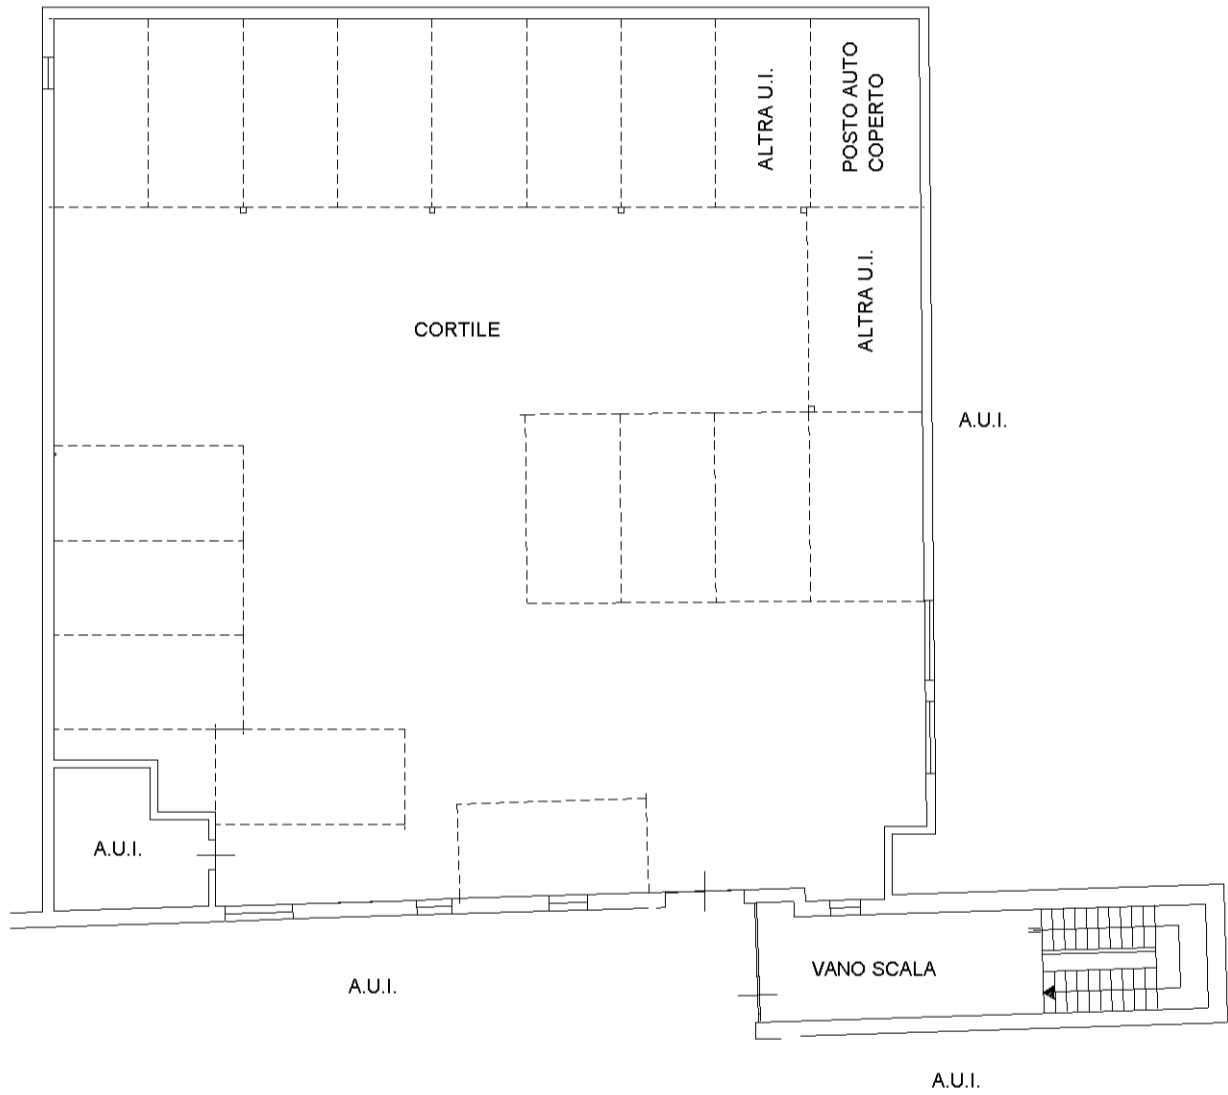 ALTRA U.I.
POSTO AUTO
COPERTO
ALTRA U.I.
CORTILE
A.U.I.
A.U.I.
VANO SCALA
A.U.I.
A.U.I.